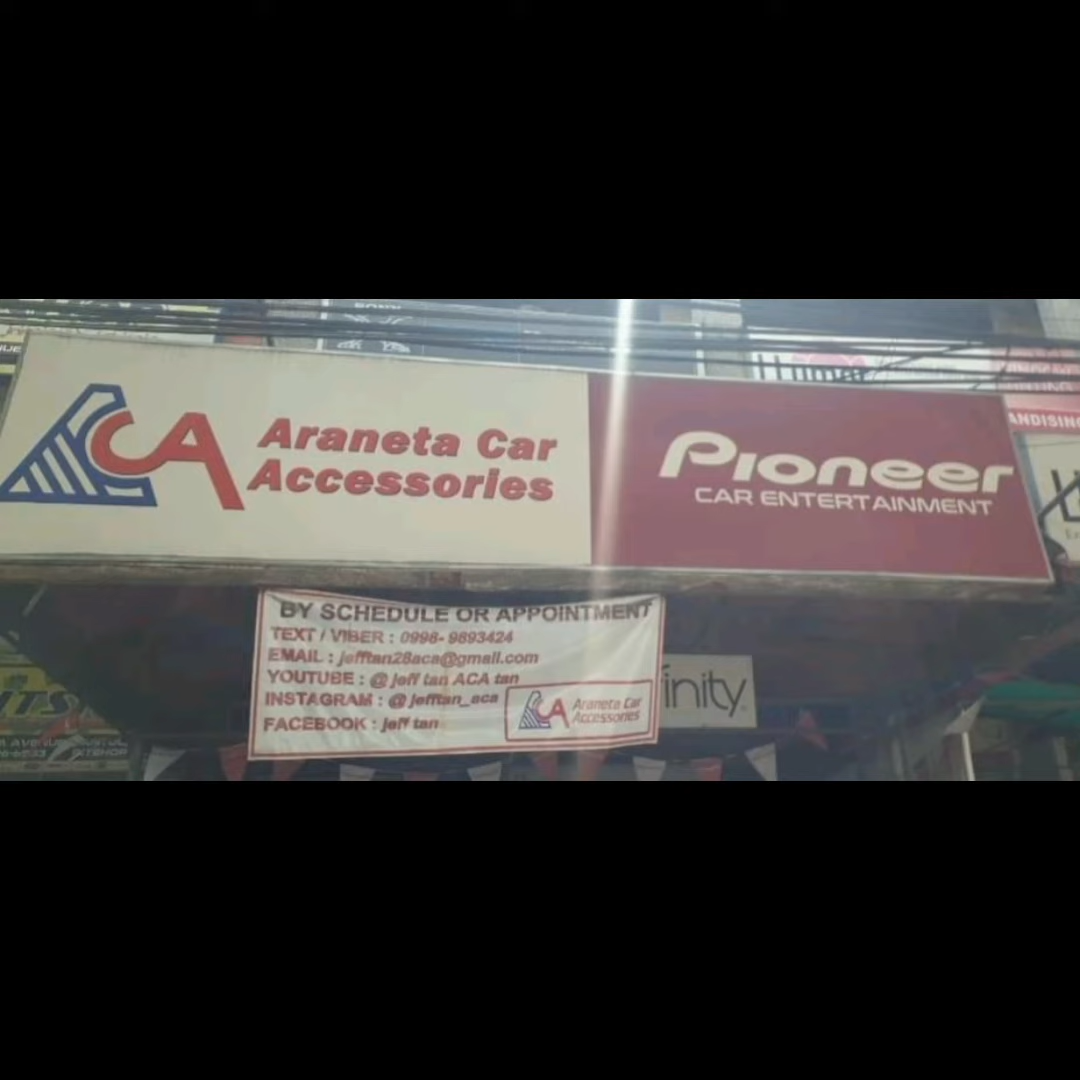 ACA
Araneta Car
Accessories
Pioneer
CAR ENTERTAINMENT
BY SCHEDULE OR APPOINTMENT
TEXT / VIBER : 0998- 9893424
EMAIL : jefftan28aca@gmail.com
YOUTUBE : @ jeff tan ACA tan
INSTAGRAM : @ jefftan_aca
FACEBOOK : jeff tan
ACA
Araneta Car
Accessories
finity